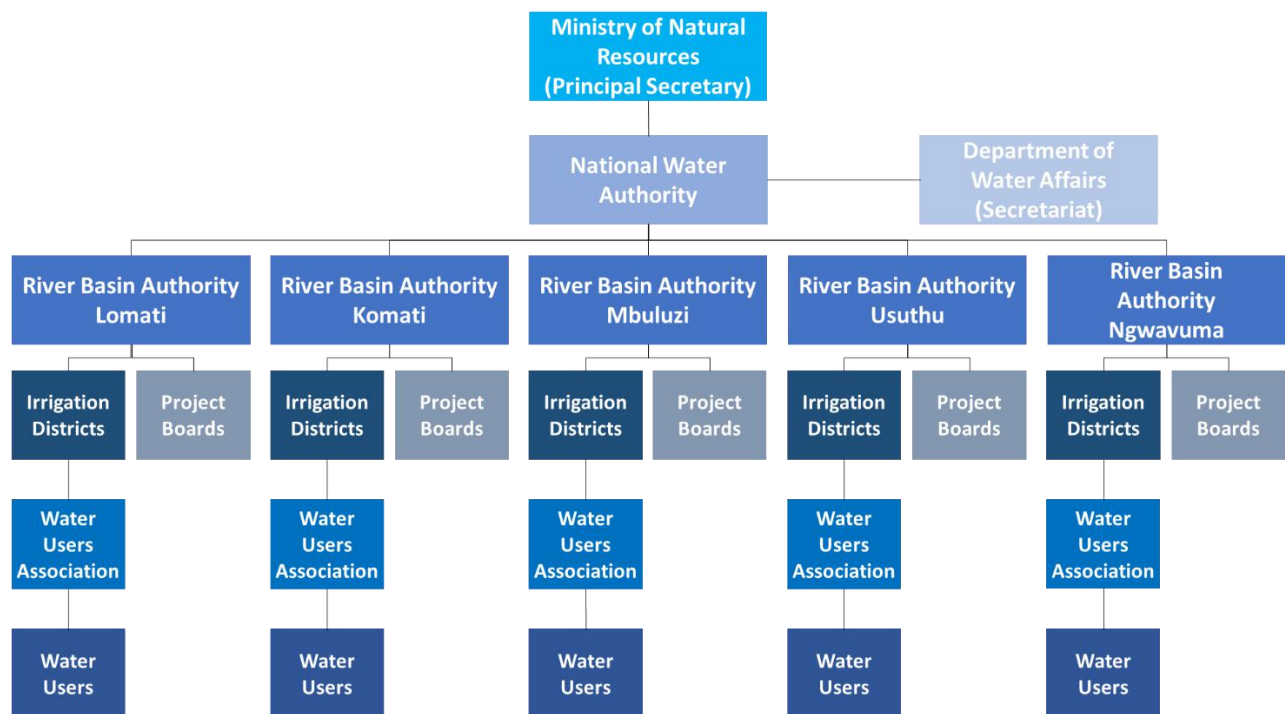 Ministry of Natural
Resources
(Principal Secretary)
National Water
Authority
Department of
Water Affairs
(Secretariat)
River Basin Authority
Lomati
River Basin Authority
Komati
River Basin Authority
Mbuluzi
River Basin Authority
Usuthu
River Basin
Authority
Ngwavuma
Irrigation
Districts
Project
Boards
Irrigation
Districts
Project
Boards
Irrigation
Districts
Project
Boards
Irrigation
Districts
Project
Boards
Irrigation
Districts
Project
Boards
Water
Users
Association
Water
Users
Association
Water
Users
Association
Water
Users
Association
Water
Users
Association
Water
Users
Water
Users
Water
Users
Water
Users
Water
Users